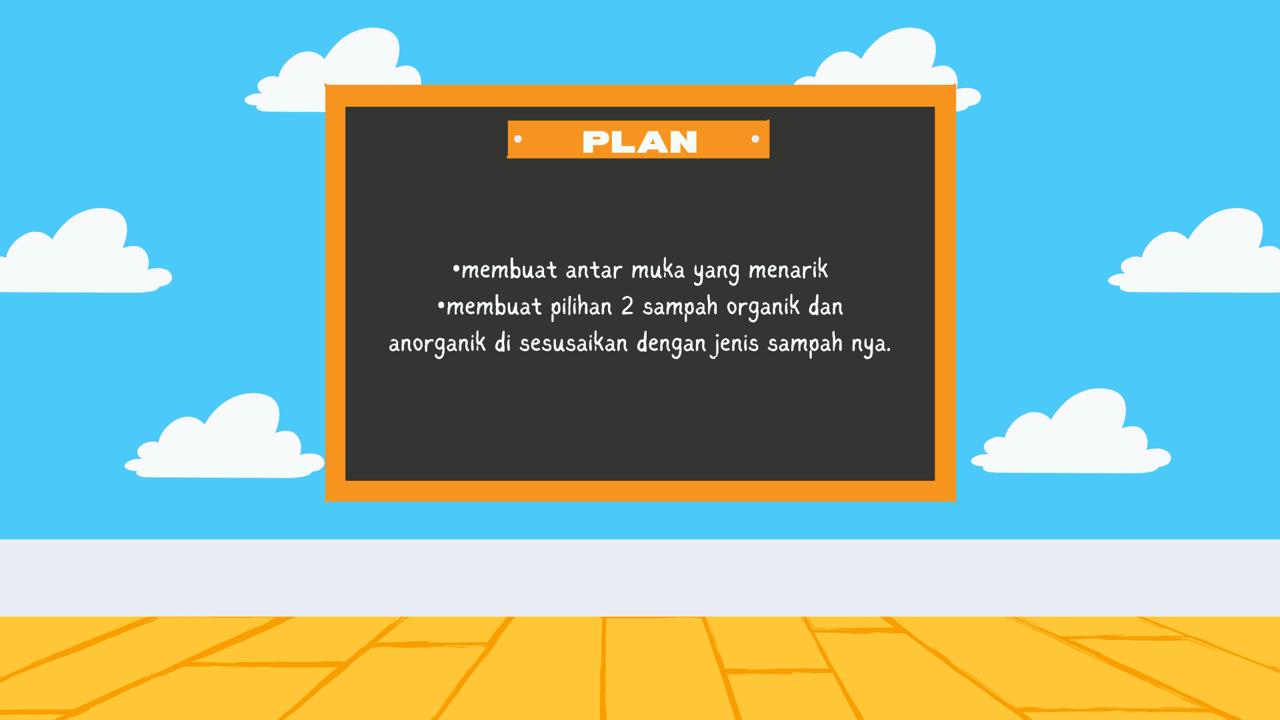 PLAN
•membuat antar muka yang menarik
•membuat pilihan 2 sampah organik dan
anorganik di sesusaikan dengan jenis sampah nya.